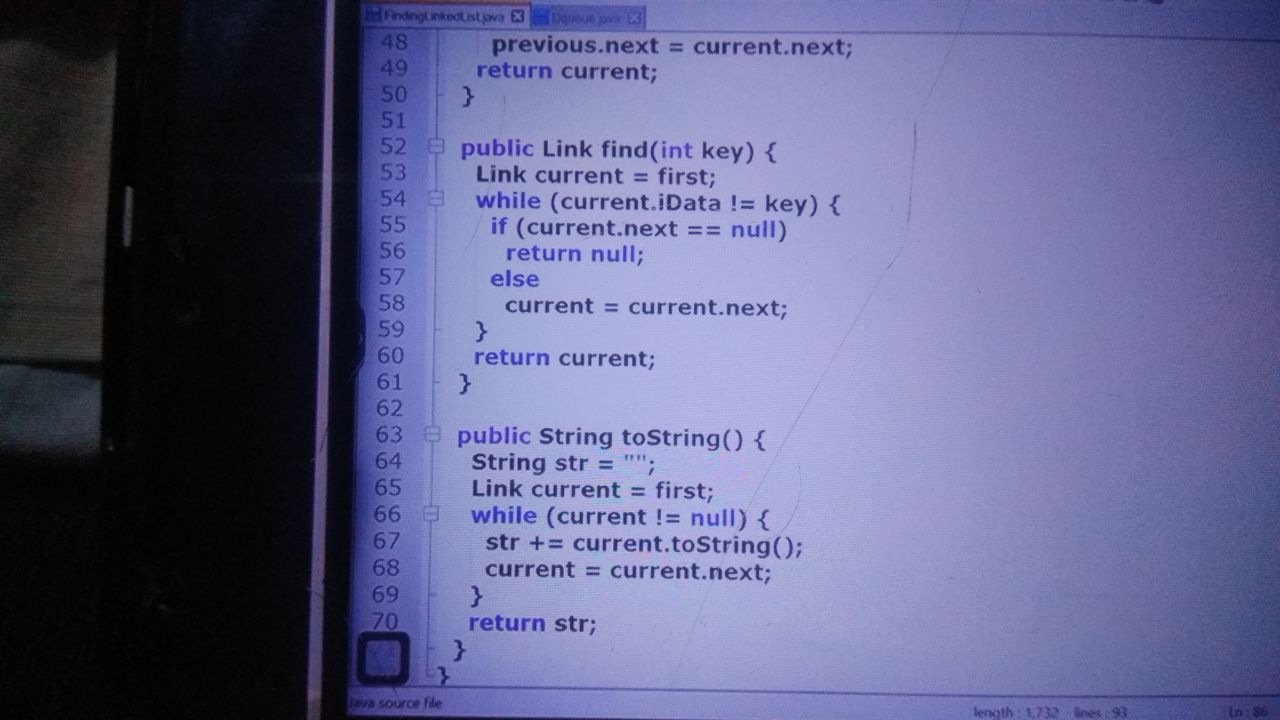 FindingLinkedList.java
Dqueue.java
48 previous.next = current.next;
49 return current;
50 }
51
52 public Link find(int key) {
53 Link current = first;
54 while (current.iData != key) {
55 if (current.next == null)
56 return null;
57 else
58 current = current.next;
59 }
60 return current;
61 }
62
63 public String toString() {
64 String str = "";
65 Link current = first;
66 while (current != null) {
67 str += current.toString();
68 current = current.next;
69 }
70 return str;
}
}
Java source file
length : 1,732 lines : 93
Ln : 86